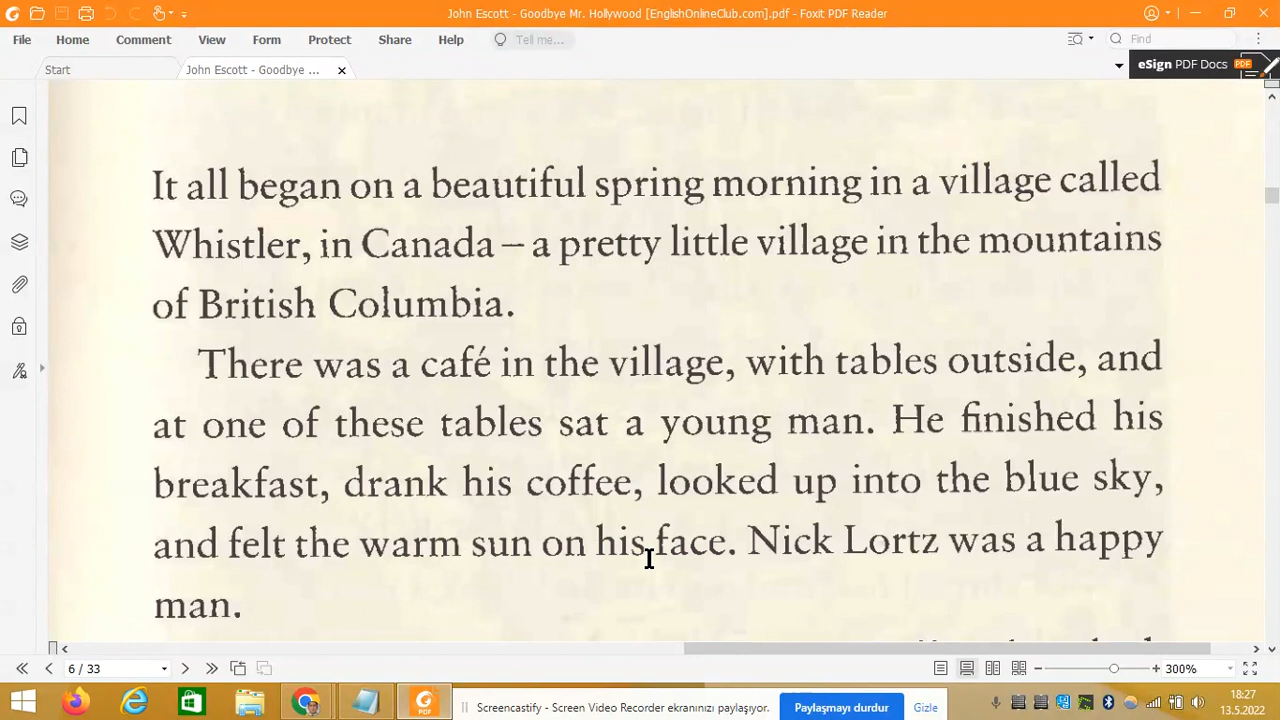 John Escott - Goodbye Mr. Hollywood [EnglishOnlineClub.com].pdf - Foxit PDF Reader
File Home Comment View Form Protect Share Help Tell me... Find
Start John Escott - Goodbye ... eSign PDF Docs PDF
It all began on a beautiful spring morning in a village called
Whistler, in Canada – a pretty little village in the mountains
of British Columbia.
There was a café in the village, with tables outside, and
at one of these tables sat a young man. He finished his
breakfast, drank his coffee, looked up into the blue sky,
and felt the warm sun on his face. Nick Lortz was a happy
man.
6 / 33 300%
Screencastify - Screen Video Recorder ekranınızı paylaşıyor. Paylaşmayı durdur Gizle
18:27
13.5.2022